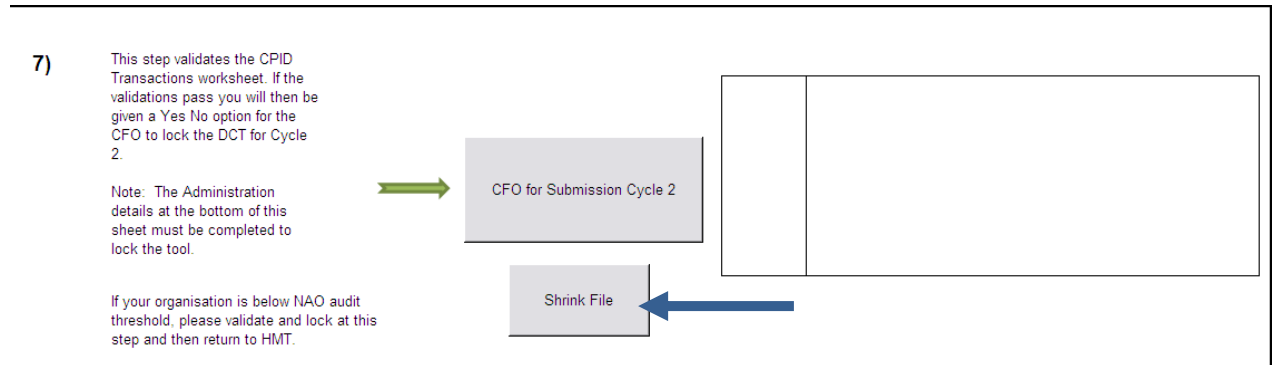 7)
This step validates the CPID
Transactions worksheet. If the
validations pass you will then be
given a Yes No option for the
CFO to lock the DCT for Cycle
2.
Note:  The Administration
details at the bottom of this
sheet must be completed to
lock the tool.
If your organisation is below NAO audit
threshold, please validate and lock at this
step and then return to HMT.
CFO for Submission Cycle 2
Shrink File